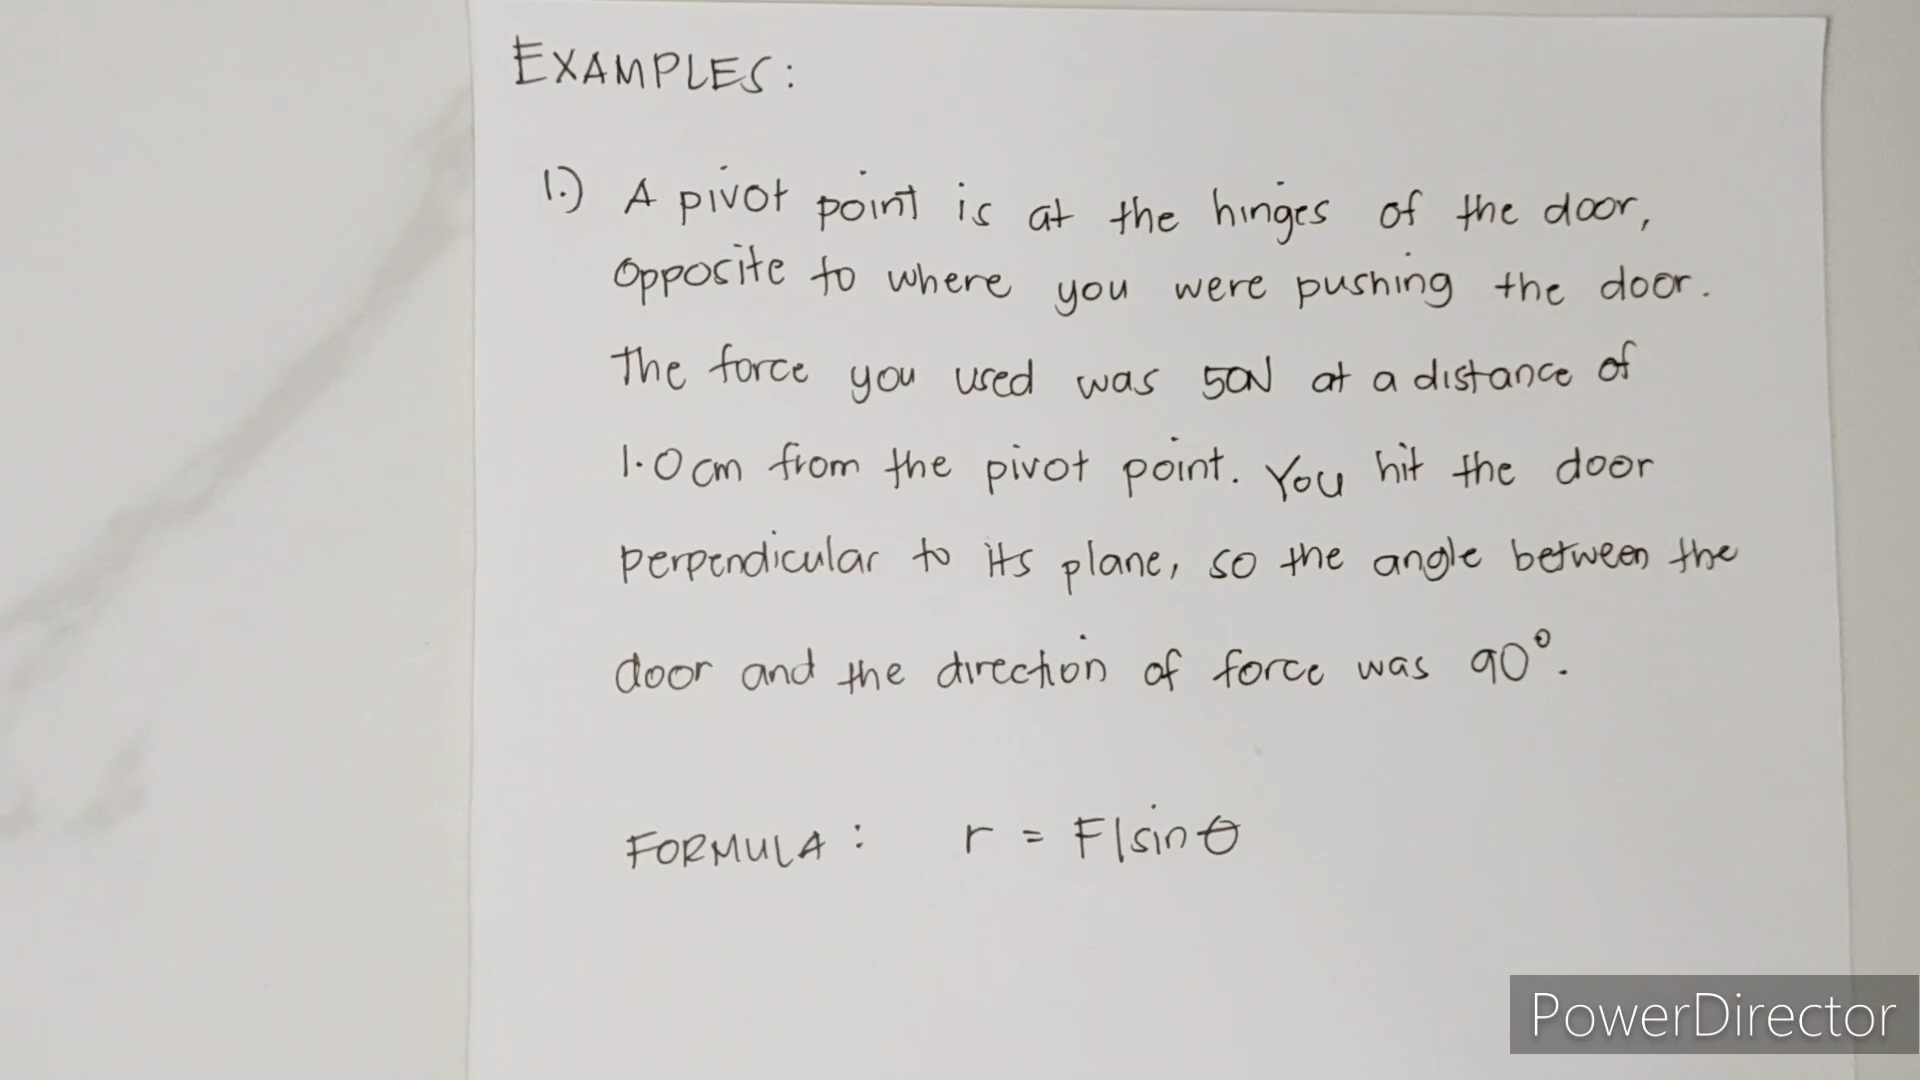 EXAMPLES:
1.) A pivot point is at the hinges of the door,
Opposite to where you were pushing the door.
The force you used was 50N at a distance of
1.0 cm from the pivot point. You hit the door
perpendicular to its plane, so the angle between the
door and the direction of force was 90°.
FORMULA: r = Flsinθ
PowerDirector